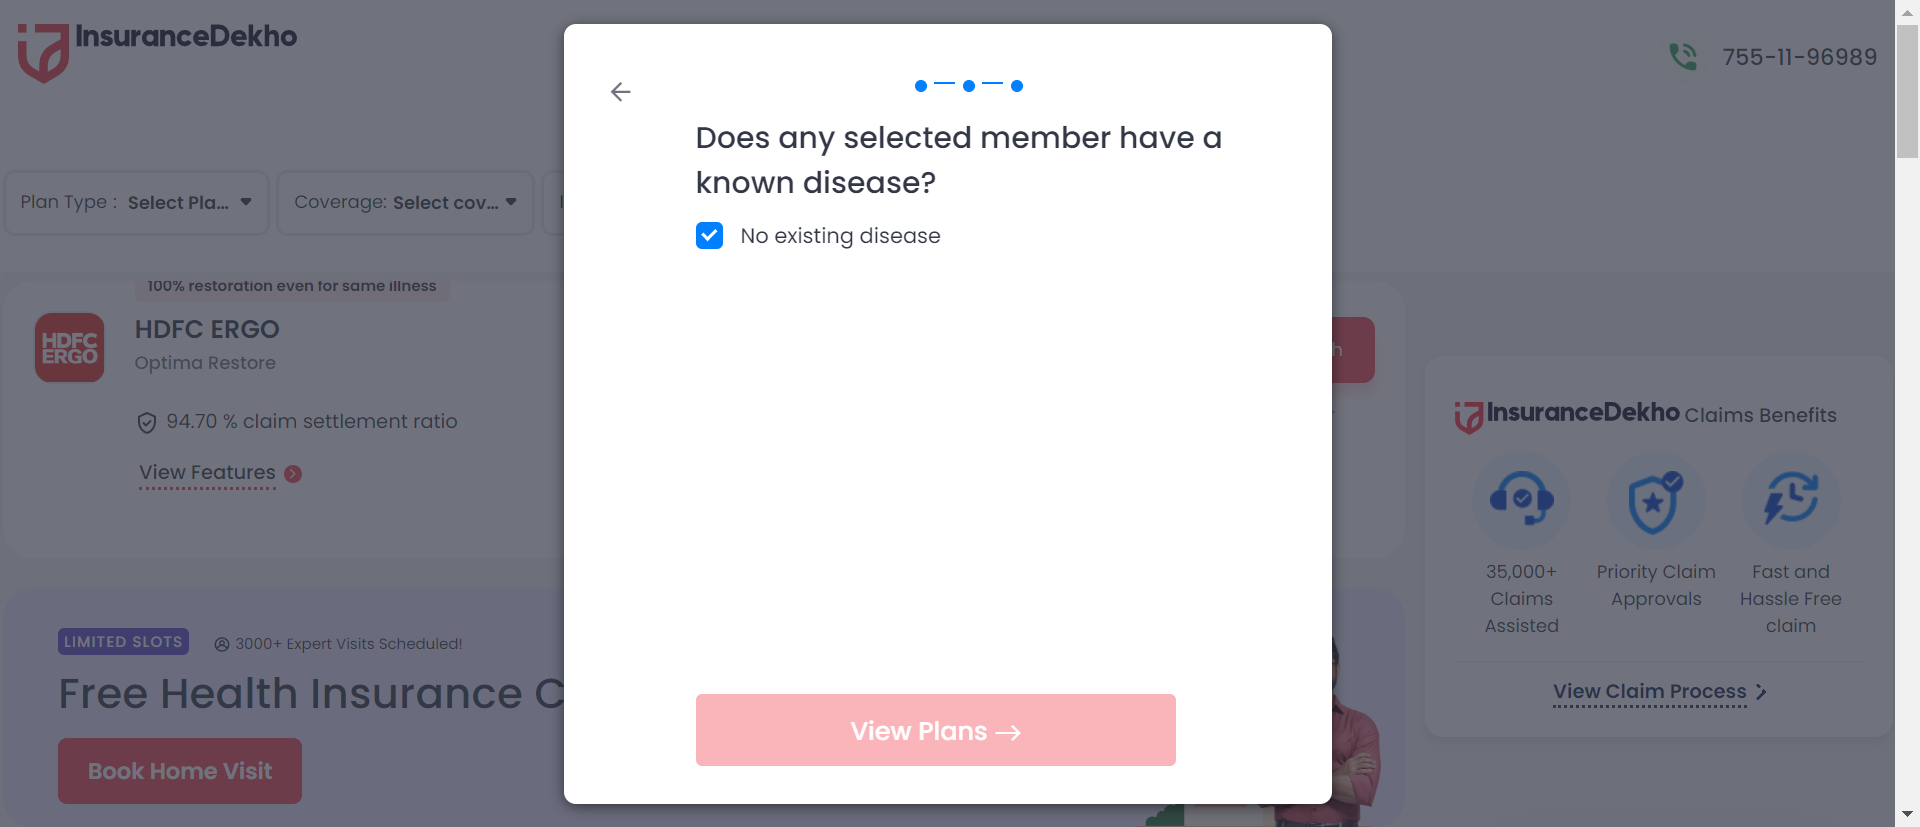 InsuranceDekho
755-11-96989
Does any selected member have a
known disease?
No existing disease
View Plans
Plan Type : Select Pla...
Coverage: Select cov...
100% restoration even for same illness
HDFC
ERGO
HDFC ERGO
Optima Restore
94.70 % claim settlement ratio
View Features
LIMITED SLOTS
3000+ Expert Visits Scheduled!
Free Health Insurance
Book Home Visit
InsuranceDekho Claims Benefits
35,000+
Claims
Assisted
Priority Claim
Approvals
Fast and
Hassle Free
claim
View Claim Process